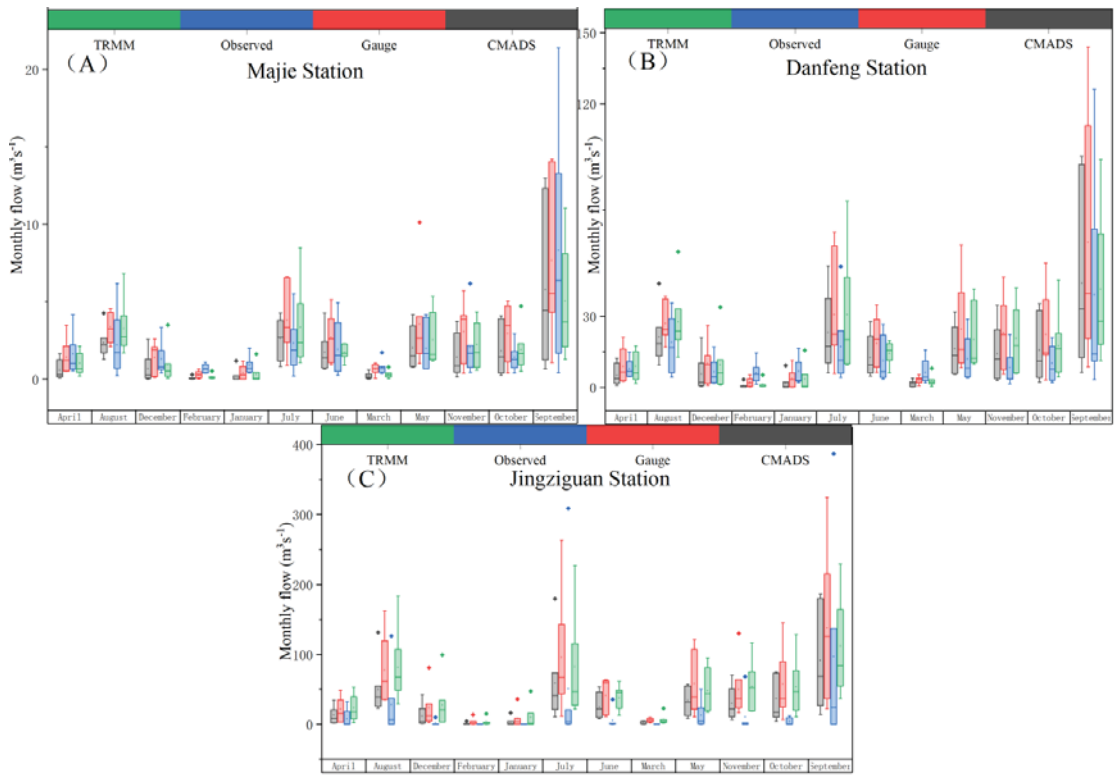 TRMM Observed Gauge CMADS
(A) Majie Station
Monthly flow (m³s⁻¹)
20
10
0
April August December February January July June March May November October September
TRMM Observed Gauge CMADS
(B) Danfeng Station
Monthly flow (m³s⁻¹)
150
120
30
0
April August December February January July June March May November October September
TRMM Observed Gauge CMADS
(C) Jingziguan Station
Monthly flow (m³s⁻¹)
400
300
200
100
0
April August December February January July June March May November October September